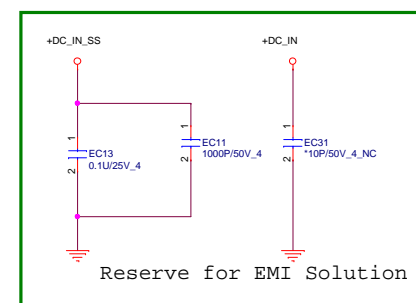 +DC_IN_SS
+DC_IN
1
2
EC13
0.1U/25V_4
1
2
EC11
1000P/50V_4
1
2
EC31
*10P/50V_4_NC
Reserve for EMI Solution